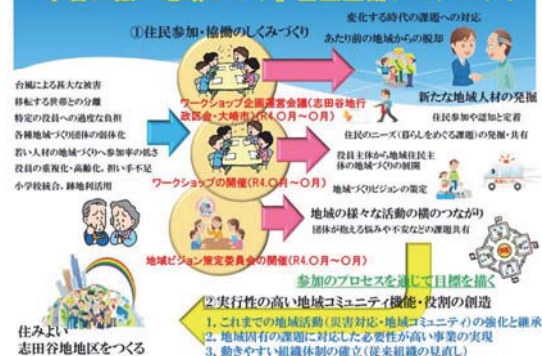 変化する時代の課題への対応
①住民参加・協働のしくみづくり
あたり前の地域からの脱却
台風による甚大な被害
移転する世帯との分離
特定の役員への過度な負担
各種地域づくり団体の弱体化
若い人材の地域づくりへ参加率の低さ
役員の重複化・高齢化、担い手不足
小学校統合、跡地利活用
ワークショップ企画運営会議(志田谷地行
政区会・大崎市)(R4.〇月~〇月)
新たな地域人材の発掘
住民参加や認知と定着
住民のニーズ(暮らしをめぐる課題)の発掘・共有
役員主体から地域住民主
体の地域づくりの展開
ワークショップの開催(R4.〇月~〇月)
地域づくりビジョンの策定
地域の様々な活動の横のつながり
団体が抱える悩みや不安などの課題共有
地域ビジョン策定委員会の開催(R4.〇月~〇月)
参加のプロセスを通じて目標を描く
②実行性の高い地域コミュニティ機能・役割の創造
1, これまでの地域活動(災害対応・地域コミュニティ)の強化と継承
2, 地域固有の課題に対応した必要性が高い事業の実現
3, 動きやすい組織体制の確立(従来組織の見直し)
住みよい
志田谷地地区をつくる